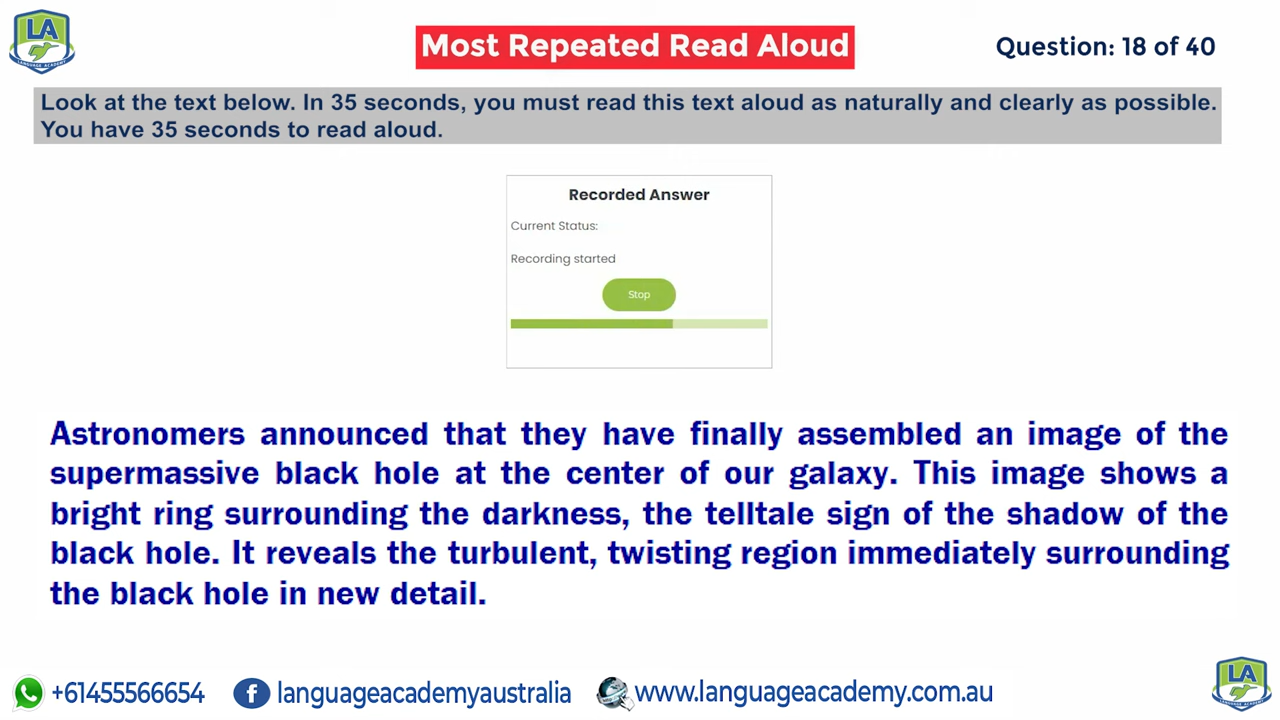 LA
LANGUAGE ACADEMY
Most Repeated Read Aloud
Question: 18 of 40
Look at the text below. In 35 seconds, you must read this text aloud as naturally and clearly as possible.
You have 35 seconds to read aloud.
Recorded Answer
Current Status:
Recording started
Stop
Astronomers announced that they have finally assembled an image of the
supermassive black hole at the center of our galaxy. This image shows a
bright ring surrounding the darkness, the telltale sign of the shadow of the
black hole. It reveals the turbulent, twisting region immediately surrounding
the black hole in new detail.
+61455566654 languageacademyaustralia www.languageacademy.com.au
LA
LANGUAGE ACADEMY